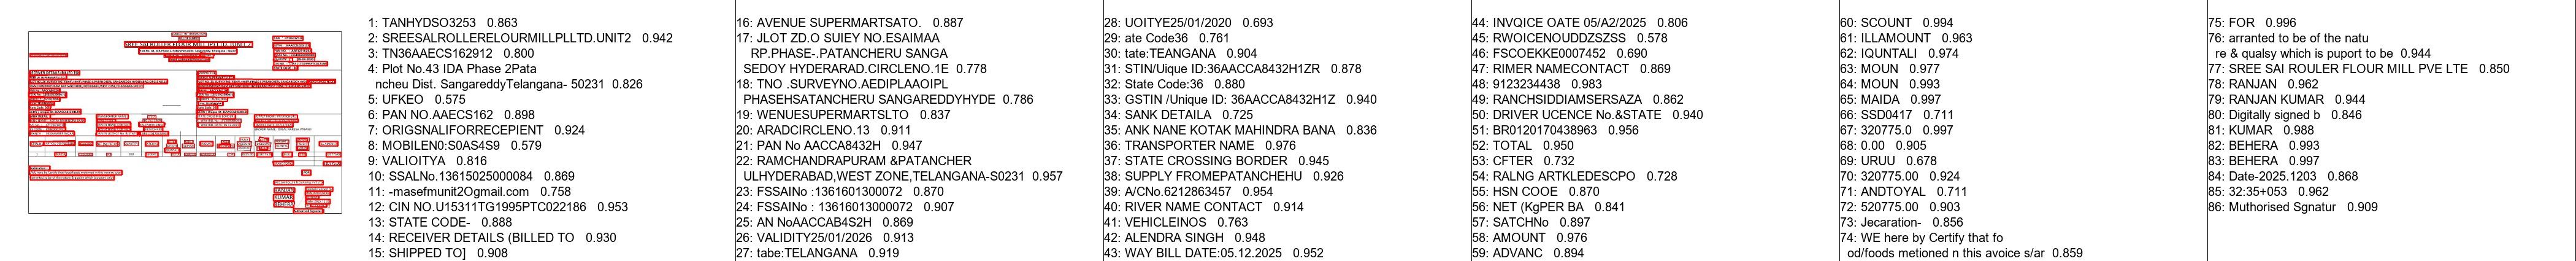 1: TANHYDSO3253 0.863
2: SREESALROLLERELOURMILLPLLTD.UNIT2 0.942
3: TN36AAECS162912 0.800
4: Plot No.43 IDA Phase 2Pata
ncheu Dist. SangareddyTelangana- 50231 0.826
5: UFKEO 0.575
6: PAN NO.AAECS162 0.898
7: ORIGSNALIFORRECEPIENT 0.924
8: MOBILEN0:S0AS4S9 0.579
9: VALIOITYA 0.816
10: SSALNo.13615025000084 0.869
11: -masefmunit2Ogmail.com 0.758
12: CIN NO.U15311TG1995PTC022186 0.953
13: STATE CODE- 0.888
14: RECEIVER DETAILS (BILLED TO 0.930
15: SHIPPED TO] 0.908
16: AVENUE SUPERMARTSATO. 0.887
17: JLOT ZD.O SUIEY NO.ESAIMAA
RP.PHASE-.PATANCHERU SANGA
SEDOY HYDERARAD.CIRCLENO.1E 0.778
18: TNO .SURVEYNO.AEDIPLAAOIPL
PHASEHSATANCHERU SANGAREDDYHYDE 0.786
19: WENUESUPERMARTSLTO 0.837
20: ARADCIRCLENO.13 0.911
21: PAN No AACCA8432H 0.947
22: RAMCHANDRAPURAM &PATANCHER
ULHYDERABAD,WEST ZONE,TELANGANA-S0231 0.957
23: FSSAINo :13616013000​72 0.870
24: FSSAINo : 13616013000​72 0.907
25: AN NoAACCAB4S2H 0.869
26: VALIDITY25/01/2026 0.913
27: tabe:TELANGANA 0.919
28: UOITYE25/01/2020 0.693
29: ate Code36 0.761
30: tate:TEANGANA 0.904
31: STIN/Uique ID:36AACCA8432H1ZR 0.878
32: State Code:36 0.880
33: GSTIN /Unique ID: 36AACCA8432H1Z 0.940
34: SANK DETAILA 0.725
35: ANK NANE KOTAK MAHINDRA BANA 0.836
36: TRANSPORTER NAME 0.976
37: STATE CROSSING BORDER 0.945
38: SUPPLY FROMEPATANCHEHU 0.926
39: A/CNo.6212863457 0.954
40: RIVER NAME CONTACT 0.914
41: VEHICLEINOS 0.763
42: ALENDRA SINGH 0.948
43: WAY BILL DATE:05.12.2025 0.952
44: INVQICE OATE 05/A2/2025 0.806
45: RWOICENOUDDZSZSS 0.578
46: FSCOEKKE0007452 0.690
47: RIMER NAMECONTACT 0.869
48: 9123234438 0.983
49: RANCHSIDDIAMSERSAZA 0.862
50: DRIVER UCENCE No.&STATE 0.940
51: BR0120170438963 0.956
52: TOTAL 0.950
53: CFTER 0.732
54: RALNG ARTKLEDESCPO 0.728
55: HSN COOE 0.870
56: NET (KgPER BA 0.841
57: SATCHNo 0.897
58: AMOUNT 0.976
59: ADVANC 0.894
60: SCOUNT 0.994
61: ILLAMOUNT 0.963
62: IQUNTALI 0.974
63: MOUN 0.977
64: MOUN 0.993
65: MAIDA 0.997
66: SSD0417 0.711
67: 320775.0 0.997
68: 0.00 0.905
69: URUU 0.678
70: 320775.00 0.924
71: ANDTOYAL 0.711
72: 520775.00 0.903
73: Jecaration- 0.856
74: WE here by Certify that fo
od/foods metioned n this avoice s/ar 0.859
75: FOR 0.996
76: arranted to be of the natu
re & qualsy which is puport to be 0.944
77: SREE SAI ROULER FLOUR MILL PVE LTE 0.850
78: RANJAN 0.962
79: RANJAN KUMAR 0.944
80: Digitally signed b 0.846
81: KUMAR 0.988
82: BEHERA 0.993
83: BEHERA 0.997
84: Date-2025.1203 0.868
85: 32:35+053 0.962
86: Muthorised Sgnatur 0.909